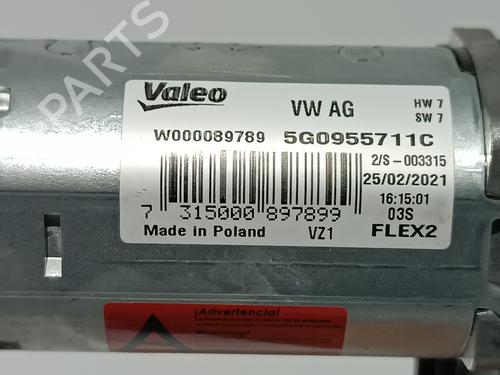 PARTS
Valeo
VW AG
HW 7
SW 7
W000089789
5G0955711C
2/S - 003315
25/02/2021
7 315000 897899
16:15:01
03S
Made in Poland
VZ1
FLEX2
¡Advertencia!
Warning!